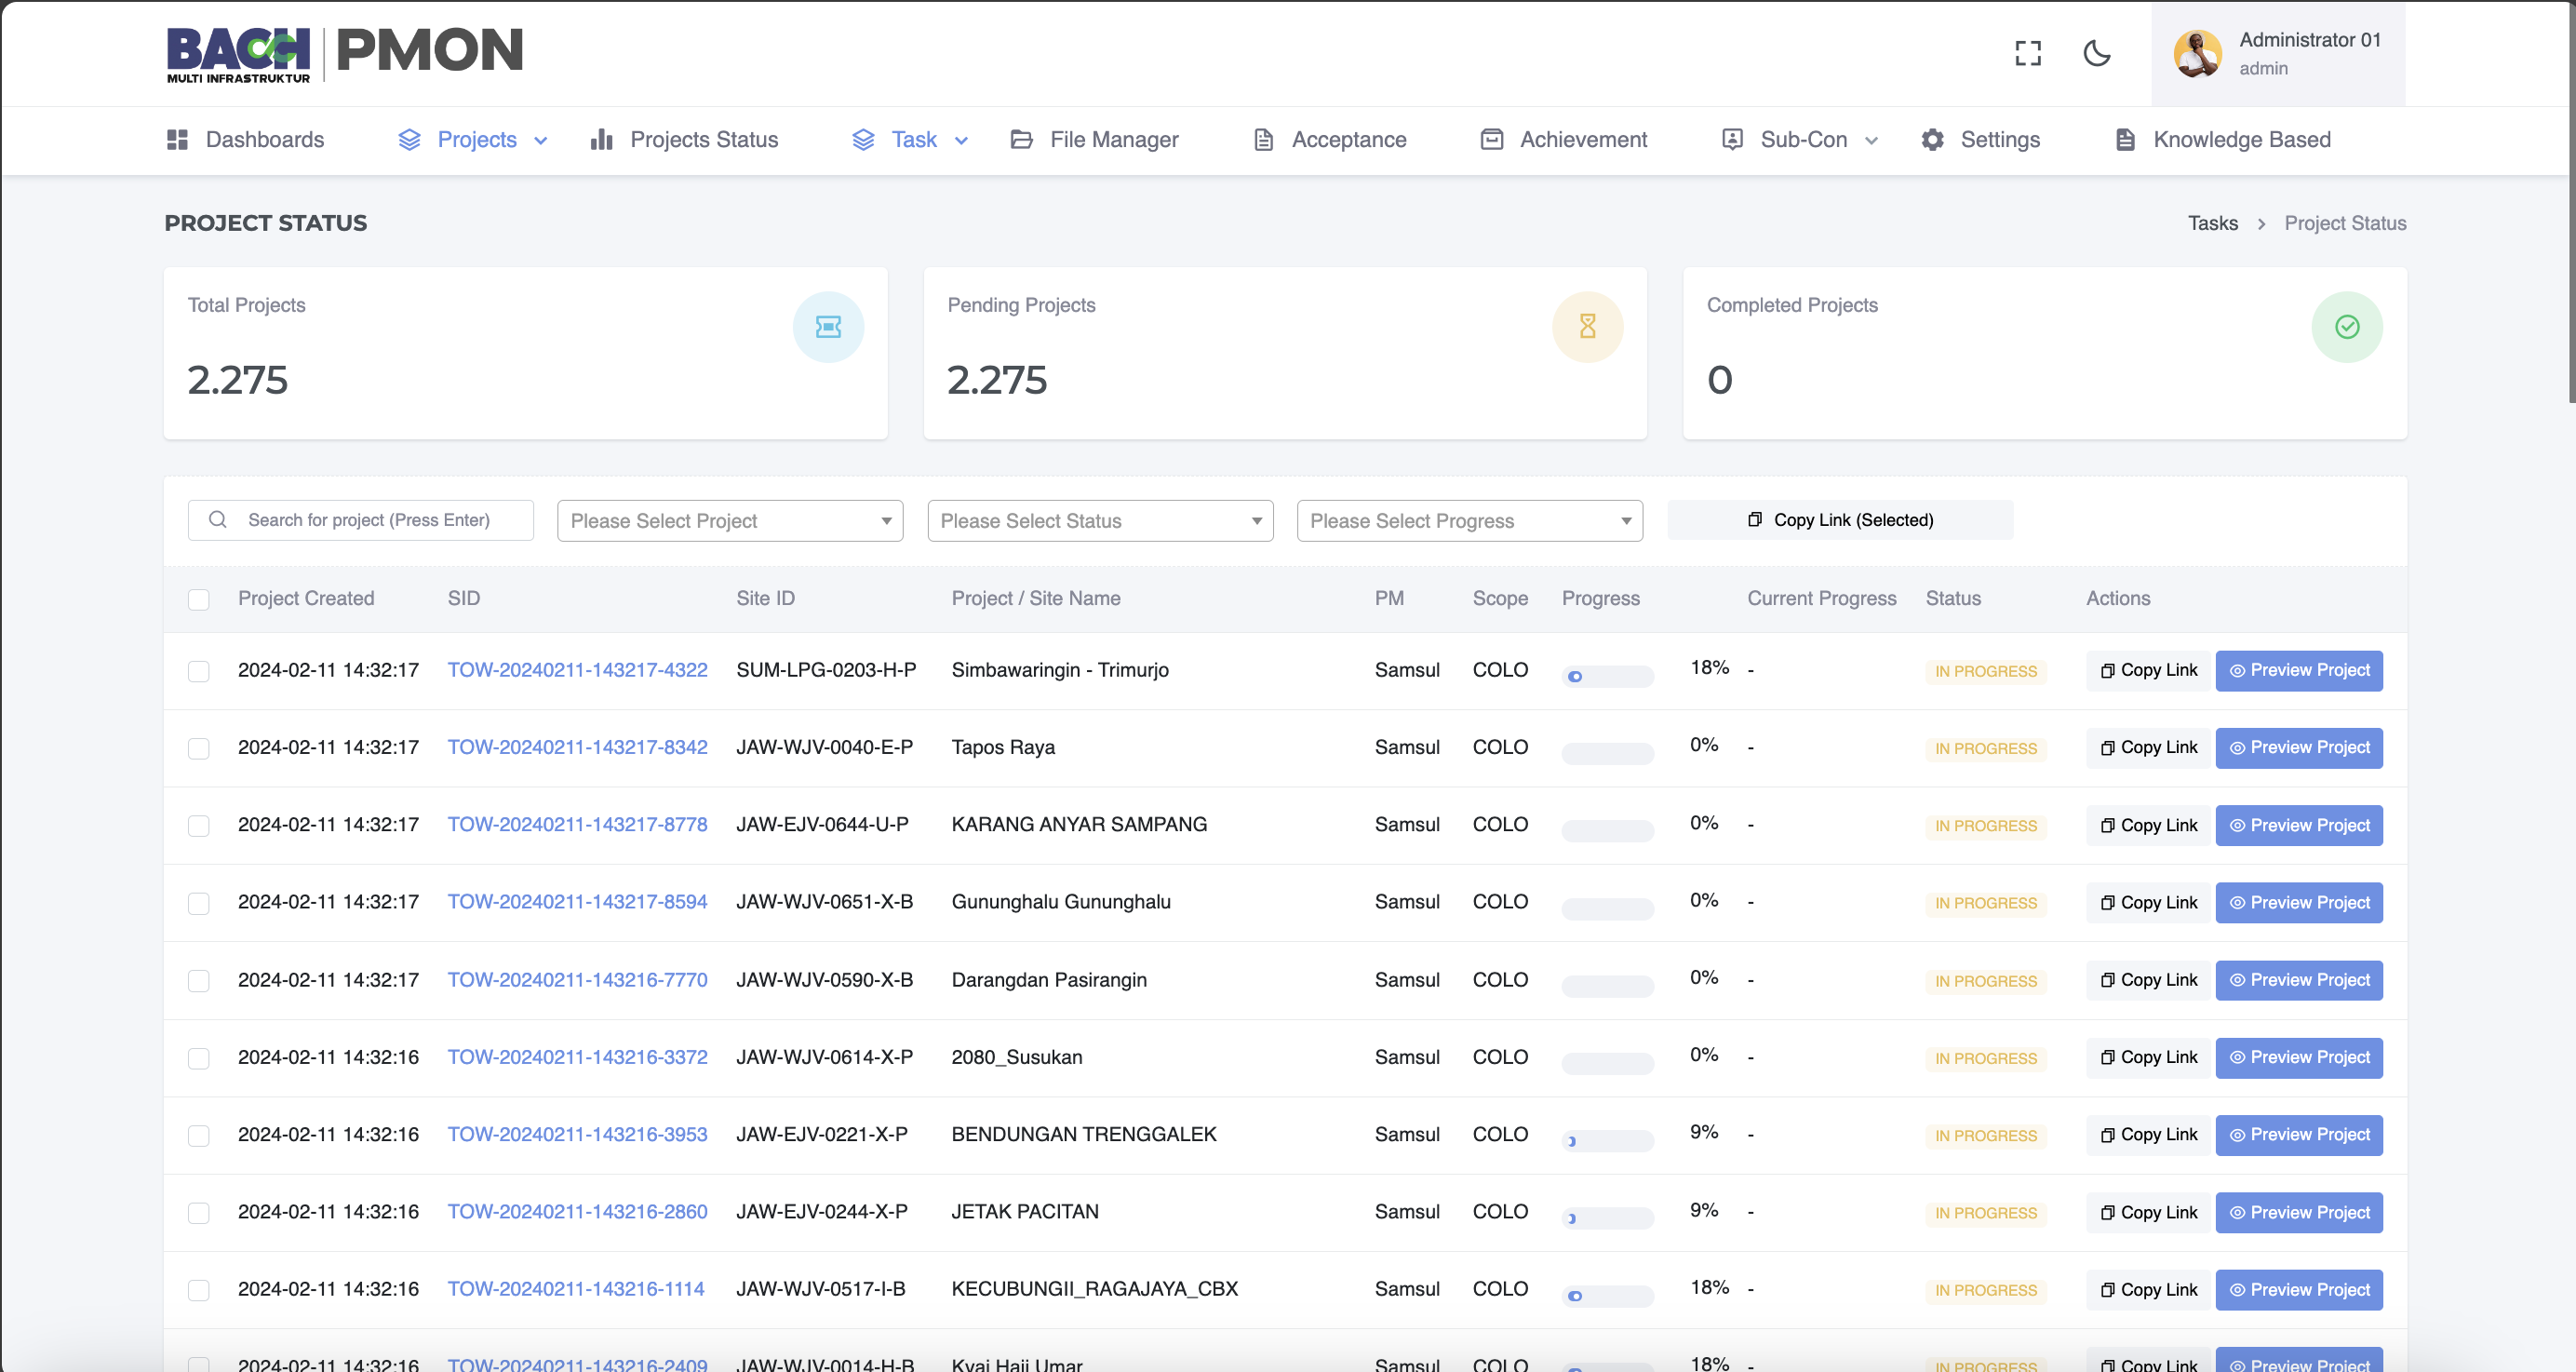 BACH
MULTI INFRASTRUKTUR
PMON
Administrator 01
admin
Dashboards Projects Projects Status Task File Manager Acceptance Achievement Sub-Con Settings Knowledge Based
PROJECT STATUS
Tasks > Project Status
Total Projects
2.275
Pending Projects
2.275
Completed Projects
0
Search for project (Press Enter) Please Select Project Please Select Status Please Select Progress Copy Link (Selected)
Project Created SID Site ID Project / Site Name PM Scope Progress Current Progress Status Actions
2024-02-11 14:32:17 TOW-20240211-143217-4322 SUM-LPG-0203-H-P Simbawaringin - Trimurjo Samsul COLO 18% - IN PROGRESS Copy Link Preview Project
2024-02-11 14:32:17 TOW-20240211-143217-8342 JAW-WJV-0040-E-P Tapos Raya Samsul COLO 0% - IN PROGRESS Copy Link Preview Project
2024-02-11 14:32:17 TOW-20240211-143217-8778 JAW-EJV-0644-U-P KARANG ANYAR SAMPANG Samsul COLO 0% - IN PROGRESS Copy Link Preview Project
2024-02-11 14:32:17 TOW-20240211-143217-8594 JAW-WJV-0651-X-B Gununghalu Gununghalu Samsul COLO 0% - IN PROGRESS Copy Link Preview Project
2024-02-11 14:32:17 TOW-20240211-143216-7770 JAW-WJV-0590-X-B Darangdan Pasirangin Samsul COLO 0% - IN PROGRESS Copy Link Preview Project
2024-02-11 14:32:16 TOW-20240211-143216-3372 JAW-WJV-0614-X-P 2080_Susukan Samsul COLO 0% - IN PROGRESS Copy Link Preview Project
2024-02-11 14:32:16 TOW-20240211-143216-3953 JAW-EJV-0221-X-P BENDUNGAN TRENGGALEK Samsul COLO 9% - IN PROGRESS Copy Link Preview Project
2024-02-11 14:32:16 TOW-20240211-143216-2860 JAW-EJV-0244-X-P JETAK PACITAN Samsul COLO 9% - IN PROGRESS Copy Link Preview Project
2024-02-11 14:32:16 TOW-20240211-143216-1114 JAW-WJV-0517-I-B KECUBUNGII_RAGAJAYA_CBX Samsul COLO 18% - IN PROGRESS Copy Link Preview Project
2024-02-11 14:32:16 TOW-20240211-143216-2409 JAW-WJV-0014-H-B Kyai Haji Umar Samsul COLO 18% - IN PROGRESS Copy Link Preview Project